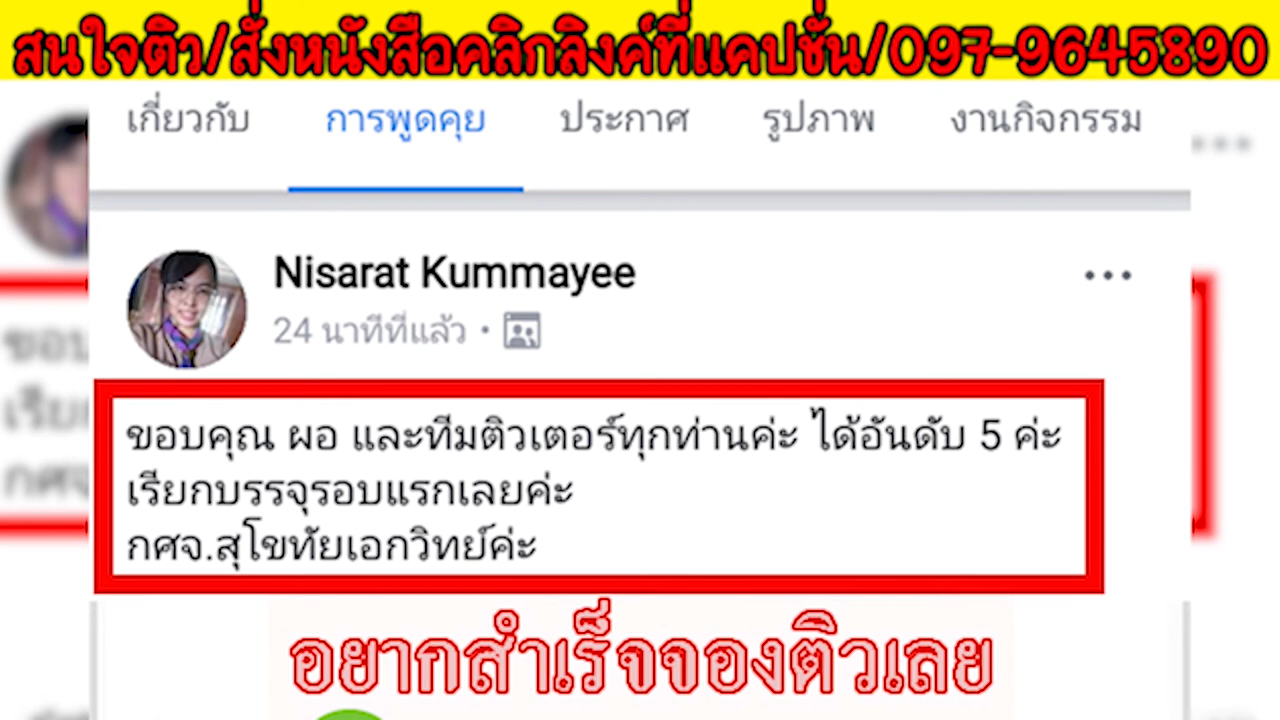 สนใจติว/สั่งหนังสือคลิกลิงค์ที่แคปชั่น/097-9645890
เกี่ยวกับ การพูดคุย ประกาศ รูปภาพ งานกิจกรรม
Nisarat Kummayee
24 นาทีที่แล้ว
ขอบคุณ ผอ และทีมติวเตอร์ทุกท่านค่ะ ได้อันดับ 5 ค่ะ
เรียกบรรจุรอบแรกเลยค่ะ
กศจ.สุโขทัยเอกวิทย์ค่ะ
อยากสำเร็จจองติวเลย